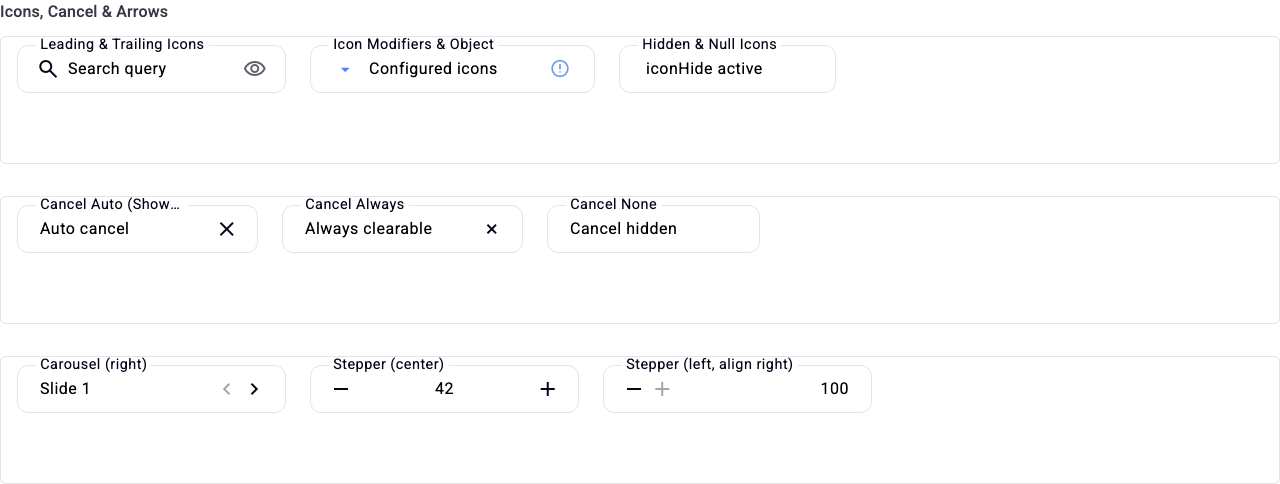 Icons, Cancel & Arrows
Leading & Trailing Icons
Icon Modifiers & Object
Hidden & Null Icons
Search query
Configured icons
iconHide active
Cancel Auto (Show…
Cancel Always
Cancel None
Auto cancel
Always clearable
Cancel hidden
Carousel (right)
Stepper (center)
Stepper (left, align right)
Slide 1
42
100